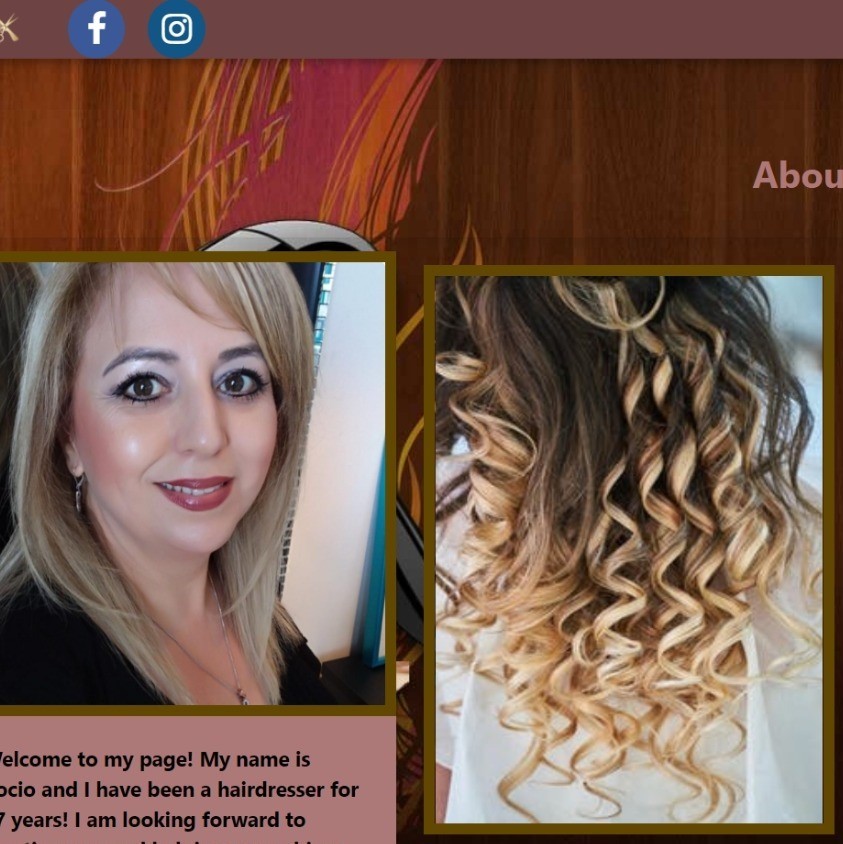 Abou
elcome to my page! My name is
ocio and I have been a hairdresser for
7 years! I am looking forward to